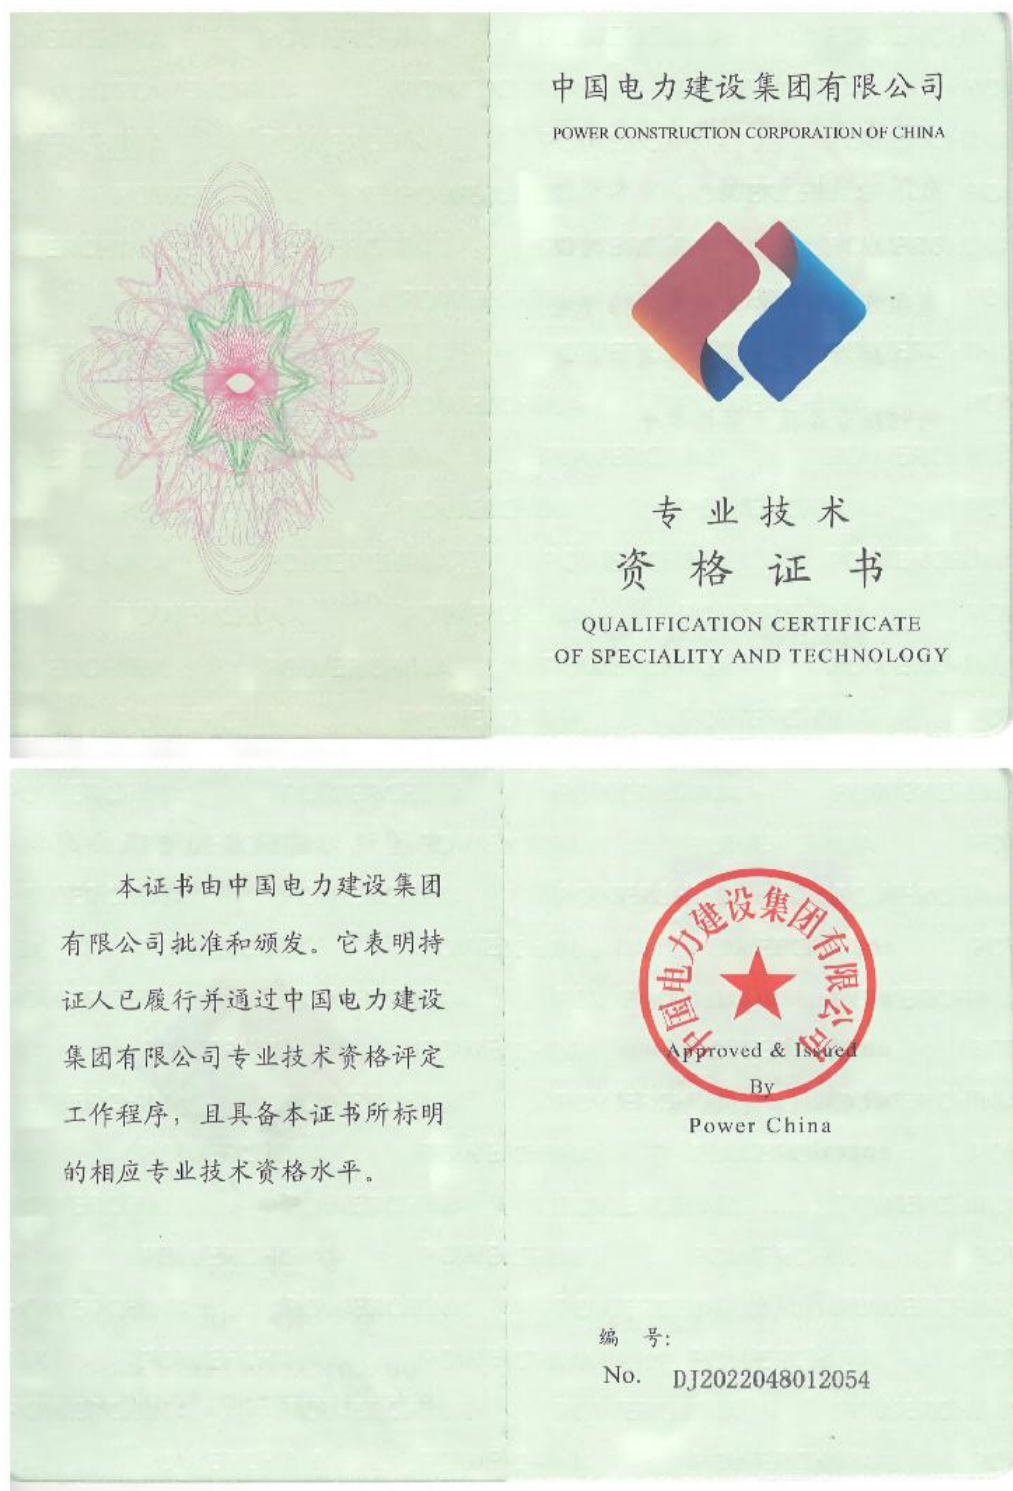 中国电力建设集团有限公司
POWER CONSTRUCTION CORPORATION OF CHINA
专业技术
资格证书
QUALIFICATION CERTIFICATE
OF SPECIALITY AND TECHNOLOGY
本证书由中国电力建设集团
有限公司批准和颁发。它表明持
证人已履行并通过中国电力建设
集团有限公司专业技术资格评定
工作程序，且具备本证书所标明
的相应专业技术资格水平。
中国电力建设集团有限公司
Approved & Issued
By
Power China
编 号:
No. DJ2022048012054